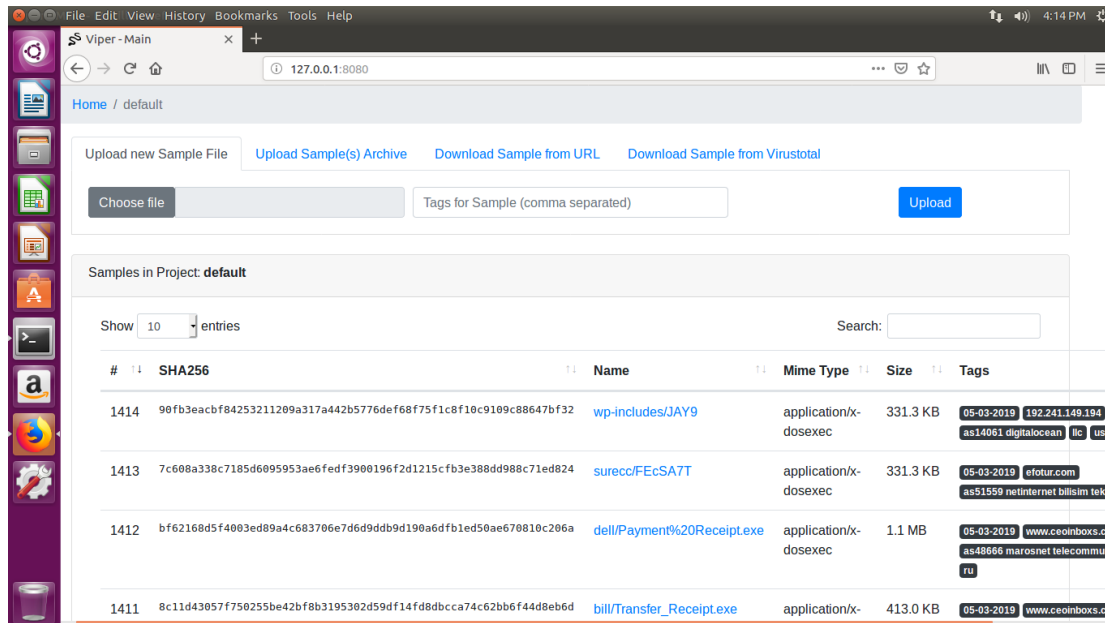 File Edit View History Bookmarks Tools Help 4:14 PM
Viper - Main
127.0.0.1:8080
Home / default
Upload new Sample File Upload Sample(s) Archive Download Sample from URL Download Sample from Virustotal
Choose file Tags for Sample (comma separated) Upload
Samples in Project: default
Show 10 entries Search:
# SHA256 Name Mime Type Size Tags
1414 90fb3eacbf84253211209a317a442b5776def68f75f1c8f10c9109c88647bf32 wp-includes/JAY9 application/x-dosexec 331.3 KB 05-03-2019 192.241.149.194
as14061 digitalocean llc us
1413 7c608a338c7185d6095953ae6fedf3900196f2d1215cfb3e388dd988c71ed824 surecc/FEcSA7T application/x-dosexec 331.3 KB 05-03-2019 efotur.com
as51559 netinternet bilisim tek
1412 bf62168d5f4003ed89a4c683706e7d6d9ddb9d190a6dfb1ed50ae670810c206a dell/Payment%20Receipt.exe application/x-dosexec 1.1 MB 05-03-2019 www.ceoinboxs.c
as48666 marosnet telecommu
ru
1411 8c11d43057f750255be42bf8b3195302d59df14fd8dbcca74c62bb6f44d8eb6d bill/Transfer_Receipt.exe application/x- 413.0 KB 05-03-2019 www.ceoinboxs.c